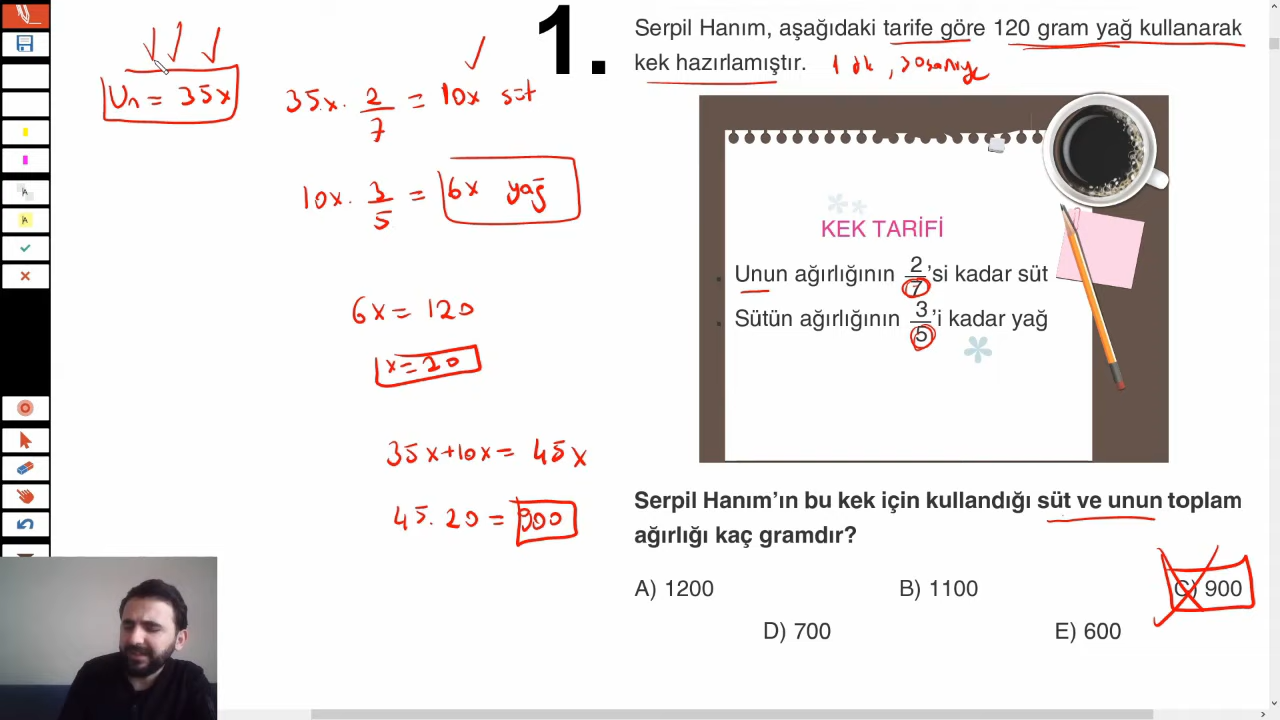 1.
Serpil Hanım, aşağıdaki tarife göre 120 gram yağ kullanarak
kek hazırlamıştır. 1 dk, 30 saniye
KEK TARİFİ
. Unun ağırlığının 2/7'si kadar süt
. Sütün ağırlığının 3/5'i kadar yağ
Serpil Hanım'ın bu kek için kullandığı süt ve unun toplam
ağırlığı kaç gramdır?
A) 1200 B) 1100 C) 900
D) 700 E) 600
Un = 35x
35x. 2/7 = 10x süt
10x. 3/5 = 6x yağ
6x = 120
x = 20
35x+10x = 45x
45. 20 = 900
A
A